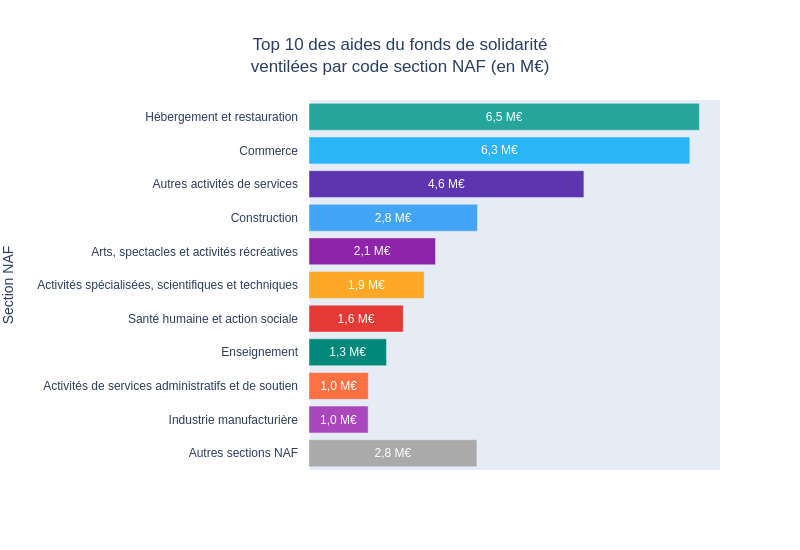 Top 10 des aides du fonds de solidarité
ventilées par code section NAF (en M€)
Section NAF
Hébergement et restauration 6,5 M€
Commerce 6,3 M€
Autres activités de services 4,6 M€
Construction 2,8 M€
Arts, spectacles et activités récréatives 2,1 M€
Activités spécialisées, scientifiques et techniques 1,9 M€
Santé humaine et action sociale 1,6 M€
Enseignement 1,3 M€
Activités de services administratifs et de soutien 1,0 M€
Industrie manufacturière 1,0 M€
Autres sections NAF 2,8 M€